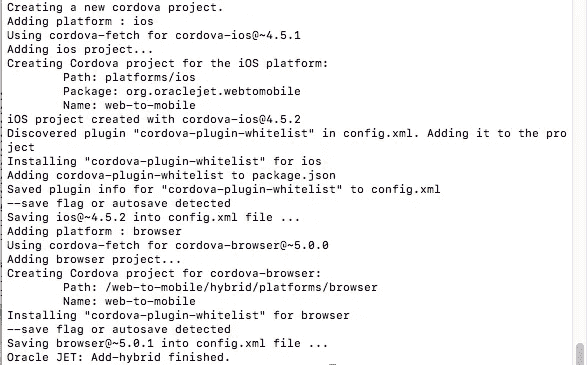 Creating a new cordova project.
Adding platform : ios
Using cordova-fetch for cordova-ios@~4.5.1
Adding ios project...
Creating Cordova project for the iOS platform:
        Path: platforms/ios
        Package: org.oraclejet.webtomobile
        Name: web-to-mobile
iOS project created with cordova-ios@4.5.2
Discovered plugin "cordova-plugin-whitelist" in config.xml. Adding it to the pro
ject
Installing "cordova-plugin-whitelist" for ios
Adding cordova-plugin-whitelist to package.json
Saved plugin info for "cordova-plugin-whitelist" to config.xml
--save flag or autosave detected
Saving ios@~4.5.2 into config.xml file ...
Adding platform : browser
Using cordova-fetch for cordova-browser@~5.0.0
Adding browser project...
Creating Cordova project for cordova-browser:
        Path: /web-to-mobile/hybrid/platforms/browser
        Name: web-to-mobile
Installing "cordova-plugin-whitelist" for browser
--save flag or autosave detected
Saving browser@~5.0.1 into config.xml file ...
Oracle JET: Add-hybrid finished.